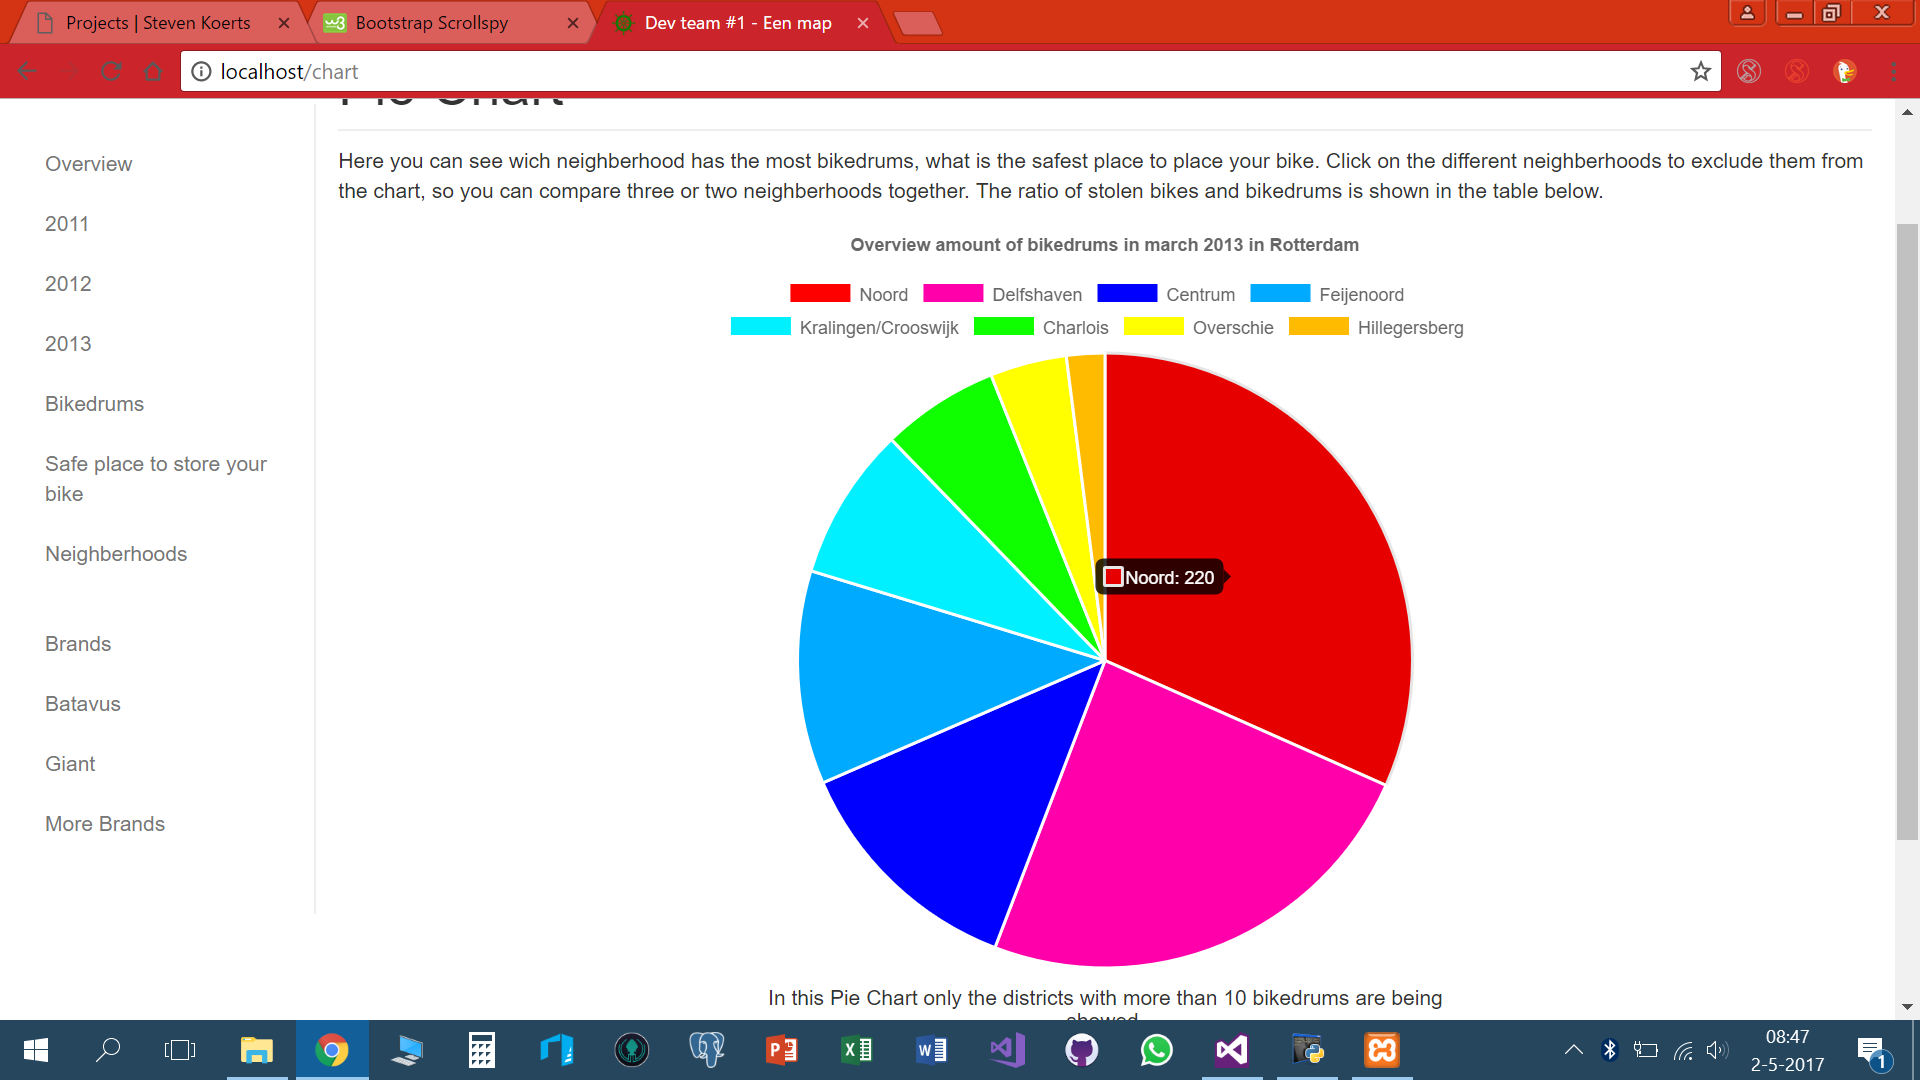 Projects | Steven Koerts
Bootstrap Scrollspy
Dev team #1 - Een map
localhost/chart
Pie Chart
Here you can see wich neighberhood has the most bikedrums, what is the safest place to place your bike. Click on the different neighberhoods to exclude them from
the chart, so you can compare three or two neighberhoods together. The ratio of stolen bikes and bikedrums is shown in the table below.
Overview
2011
2012
2013
Bikedrums
Safe place to store your
bike
Neighberhoods
Brands
Batavus
Giant
More Brands
Overview amount of bikedrums in march 2013 in Rotterdam
Noord Delfshaven Centrum Feijenoord
Kralingen/Crooswijk Charlois Overschie Hillegersberg
Noord: 220
In this Pie Chart only the districts with more than 10 bikedrums are being
showed
08:47
2-5-2017
1